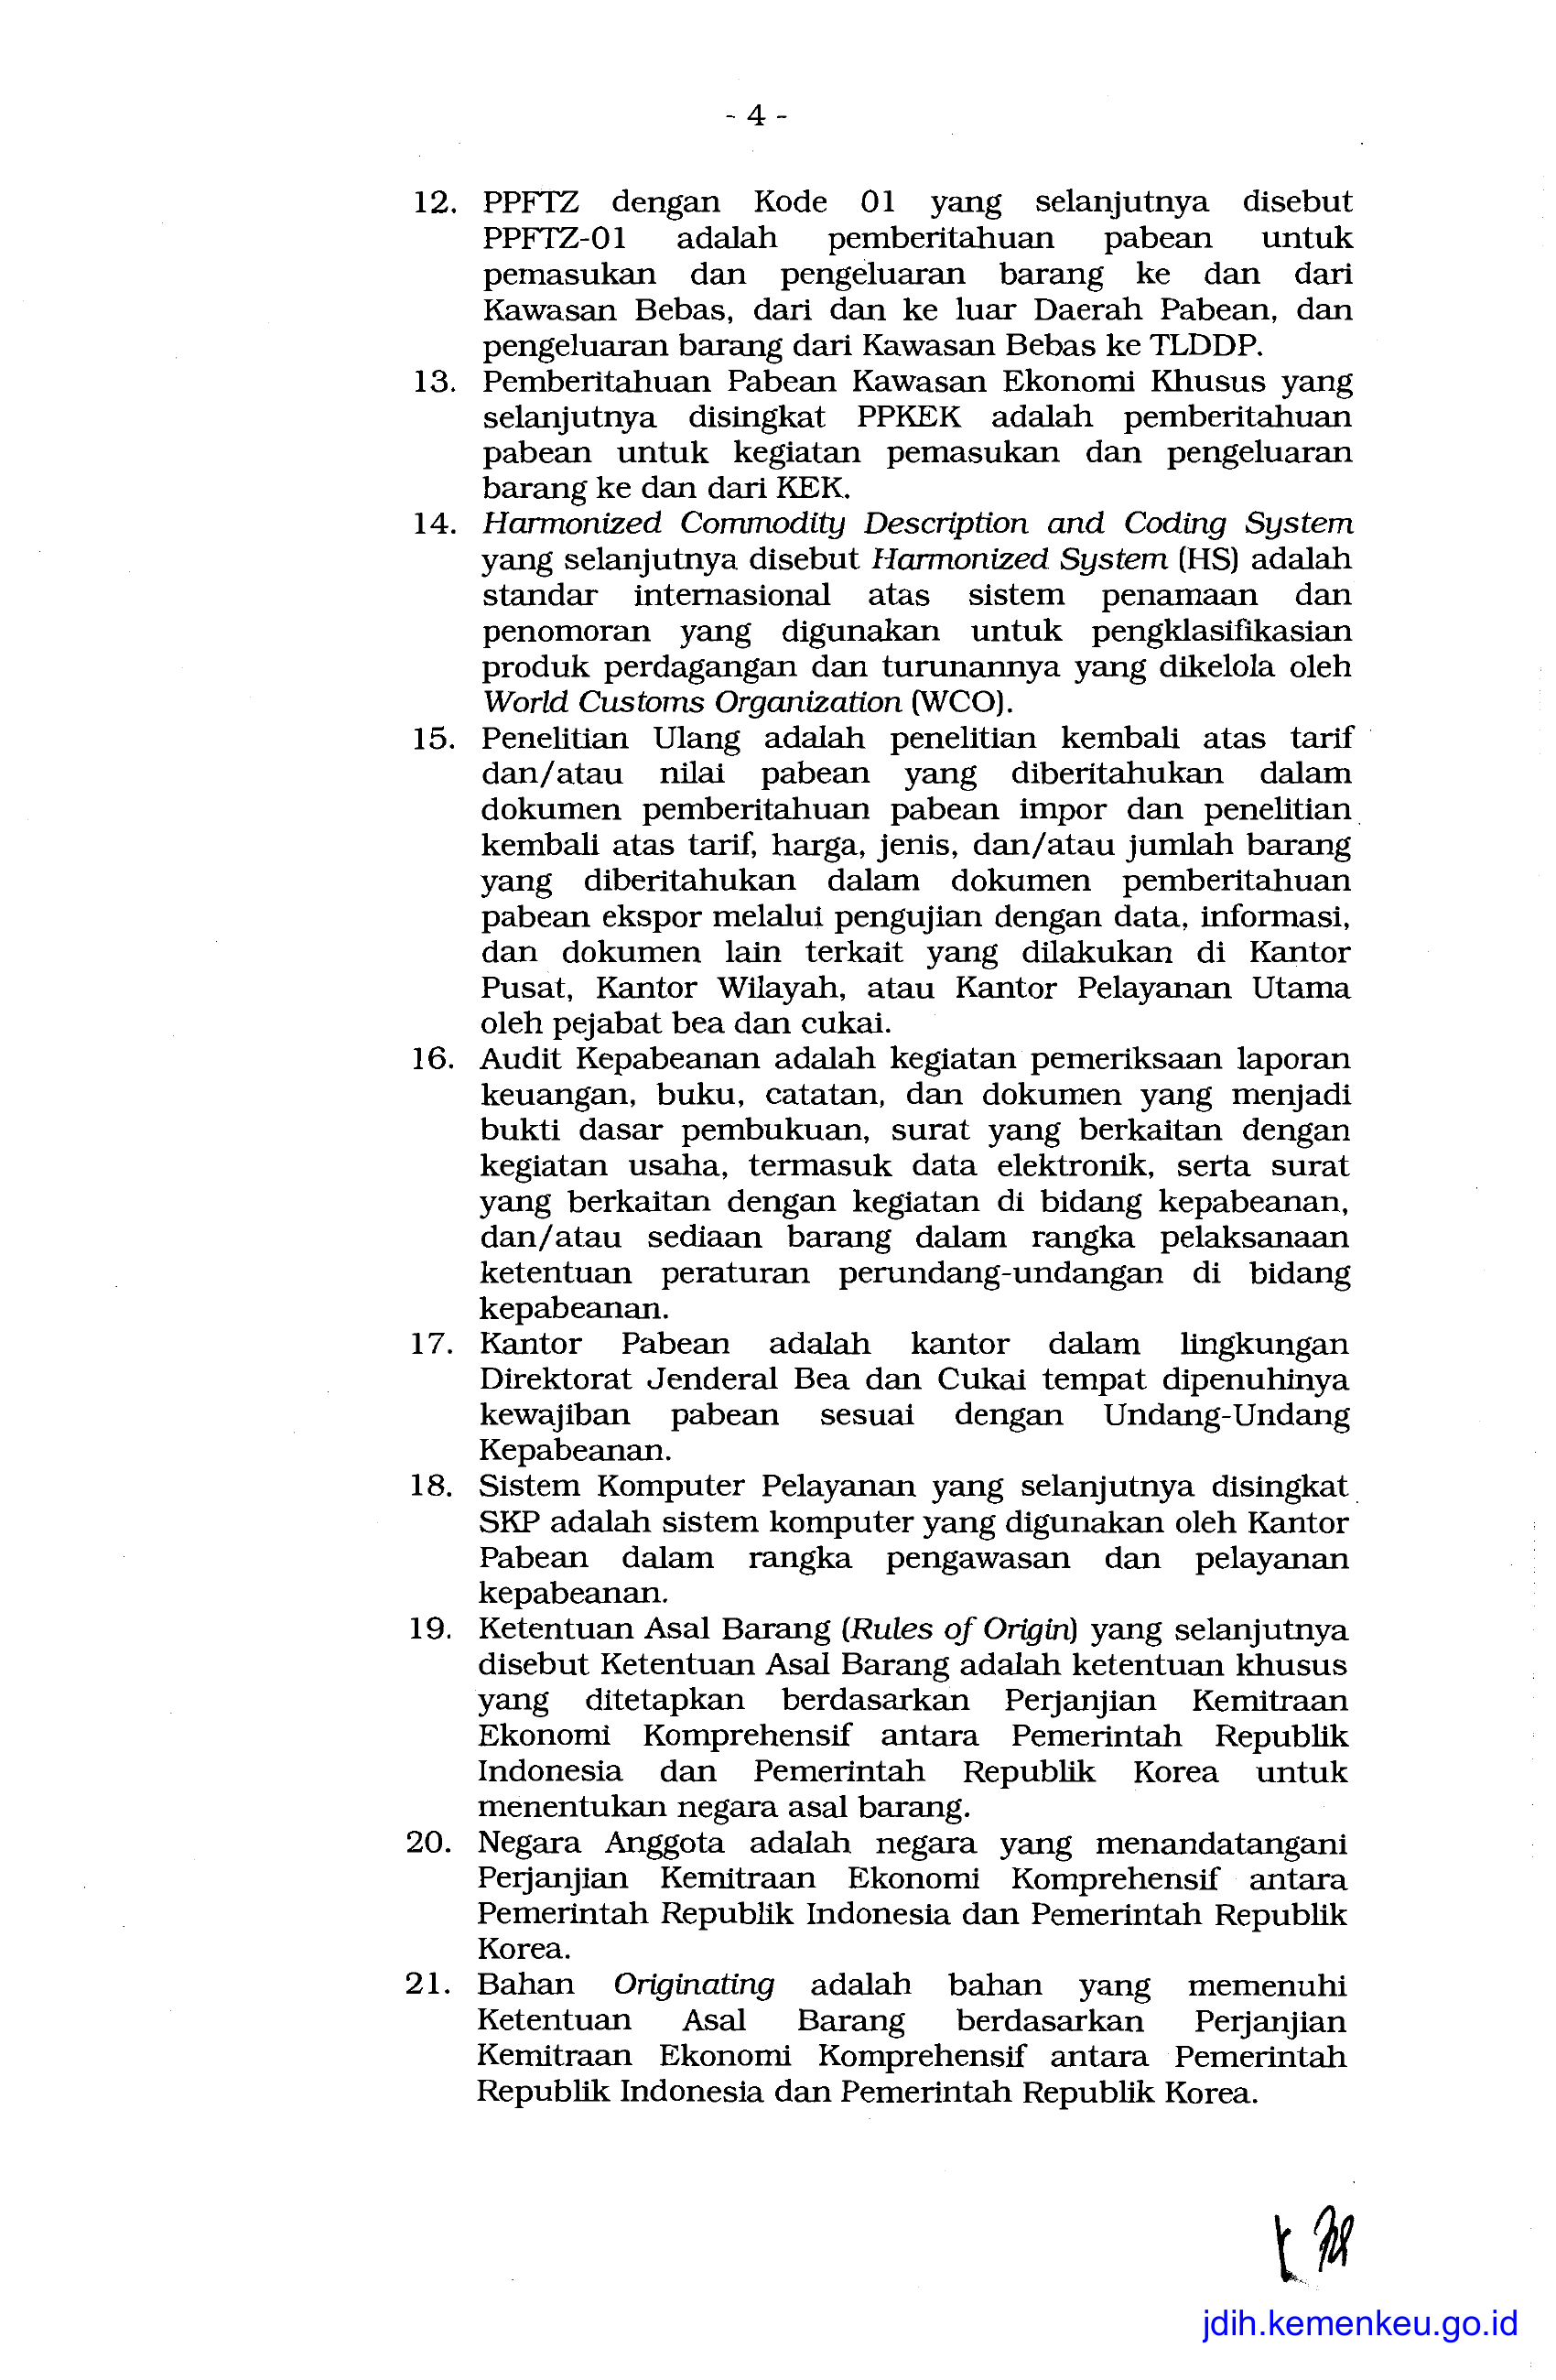 - 4 -
12. PPFTZ dengan Kode 01 yang selanjutnya disebut
PPFTZ-01 adalah pemberitahuan pabean untuk
pemasukan dan pengeluaran barang ke dan dari
Kawasan Bebas, dari dan ke luar Daerah Pabean, dan
pengeluaran barang dari Kawasan Bebas ke TLDDP.
13. Pemberitahuan Pabean Kawasan Ekonomi Khusus yang
selanjutnya disingkat PPKEK adalah pemberitahuan
pabean untuk kegiatan pemasukan dan pengeluaran
barang ke dan dari KEK.
14. Harmonized Commodity Description and Coding System
yang selanjutnya disebut Harmonized System (HS) adalah
standar internasional atas sistem penamaan dan
penomoran yang digunakan untuk pengklasifikasian
produk perdagangan dan turunannya yang dikelola oleh
World Customs Organization (WCO).
15. Penelitian Ulang adalah penelitian kembali atas tarif
dan/atau nilai pabean yang diberitahukan dalam
dokumen pemberitahuan pabean impor dan penelitian
kembali atas tarif, harga, jenis, dan/atau jumlah barang
yang diberitahukan dalam dokumen pemberitahuan
pabean ekspor melalui pengujian dengan data, informasi,
dan dokumen lain terkait yang dilakukan di Kantor
Pusat, Kantor Wilayah, atau Kantor Pelayanan Utama
oleh pejabat bea dan cukai.
16. Audit Kepabeanan adalah kegiatan pemeriksaan laporan
keuangan, buku, catatan, dan dokumen yang menjadi
bukti dasar pembukuan, surat yang berkaitan dengan
kegiatan usaha, termasuk data elektronik, serta surat
yang berkaitan dengan kegiatan di bidang kepabeanan,
dan/atau sediaan barang dalam rangka pelaksanaan
ketentuan peraturan perundang-undangan di bidang
kepabeanan.
17. Kantor Pabean adalah kantor dalam lingkungan
Direktorat Jenderal Bea dan Cukai tempat dipenuhinya
kewajiban pabean sesuai dengan Undang-Undang
Kepabeanan.
18. Sistem Komputer Pelayanan yang selanjutnya disingkat
SKP adalah sistem komputer yang digunakan oleh Kantor
Pabean dalam rangka pengawasan dan pelayanan
kepabeanan.
19. Ketentuan Asal Barang (Rules of Origin) yang selanjutnya
disebut Ketentuan Asal Barang adalah ketentuan khusus
yang ditetapkan berdasarkan Perjanjian Kemitraan
Ekonomi Komprehensif antara Pemerintah Republik
Indonesia dan Pemerintah Republik Korea untuk
menentukan negara asal barang.
20. Negara Anggota adalah negara yang menandatangani
Perjanjian Kemitraan Ekonomi Komprehensif antara
Pemerintah Republik Indonesia dan Pemerintah Republik
Korea.
21. Bahan Originating adalah bahan yang memenuhi
Ketentuan Asal Barang berdasarkan Perjanjian
Kemitraan Ekonomi Komprehensif antara Pemerintah
Republik Indonesia dan Pemerintah Republik Korea.
jdih.kemenkeu.go.id